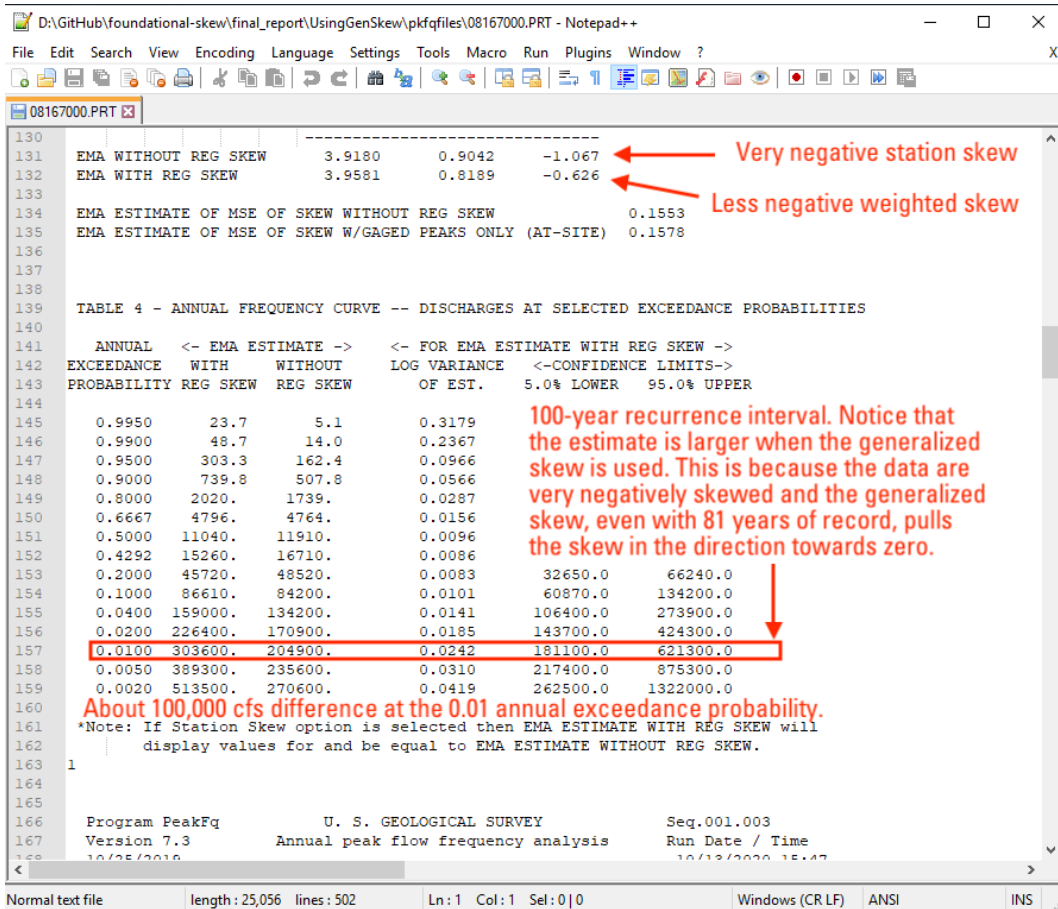 D:\GitHub\foundational-skew\final_report\UsingGenSkew\pkfqfiles\08167000.PRT - Notepad++
File Edit Search View Encoding Language Settings Tools Macro Run Plugins Window ? X
08167000.PRT
130 -------------------------------
131 EMA WITHOUT REG SKEW 3.9180 0.9042 -1.067 Very negative station skew
132 EMA WITH REG SKEW 3.9581 0.8189 -0.626
133 Less negative weighted skew
134 EMA ESTIMATE OF MSE OF SKEW WITHOUT REG SKEW 0.1553
135 EMA ESTIMATE OF MSE OF SKEW W/GAGED PEAKS ONLY (AT-SITE) 0.1578
136
137
138
139 TABLE 4 - ANNUAL FREQUENCY CURVE -- DISCHARGES AT SELECTED EXCEEDANCE PROBABILITIES
140
141 ANNUAL <- EMA ESTIMATE -> <- FOR EMA ESTIMATE WITH REG SKEW ->
142 EXCEEDANCE WITH WITHOUT LOG VARIANCE <-CONFIDENCE LIMITS->
143 PROBABILITY REG SKEW REG SKEW OF EST. 5.0% LOWER 95.0% UPPER
144
145 0.9950 23.7 5.1 0.3179
146 0.9900 48.7 14.0 0.2367
147 0.9500 303.3 162.4 0.0966
148 0.9000 739.8 507.8 0.0566
149 0.8000 2020. 1739. 0.0287
150 0.6667 4796. 4764. 0.0156
151 0.5000 11040. 11910. 0.0096
152 0.4292 15260. 16710. 0.0086
100-year recurrence interval. Notice that
the estimate is larger when the generalized
skew is used. This is because the data are
very negatively skewed and the generalized
skew, even with 81 years of record, pulls
the skew in the direction towards zero.
153 0.2000 45720. 48520. 0.0083 32650.0 66240.0
154 0.1000 86610. 84200. 0.0101 60870.0 134200.0
155 0.0400 159000. 134200. 0.0141 106400.0 273900.0
156 0.0200 226400. 170900. 0.0185 143700.0 424300.0
157 0.0100 303600. 204900. 0.0242 181100.0 621300.0
158 0.0050 389300. 235600. 0.0310 217400.0 875300.0
159 0.0020 513500. 270600. 0.0419 262500.0 1322000.0
160 About 100,000 cfs difference at the 0.01 annual exceedance probability.
161 *Note: If Station Skew option is selected then EMA ESTIMATE WITH REG SKEW will
162 display values for and be equal to EMA ESTIMATE WITHOUT REG SKEW.
163 1
164
165
166 Program PeakFq U. S. GEOLOGICAL SURVEY Seq.001.003
167 Version 7.3 Annual peak flow frequency analysis Run Date / Time
168 10/25/2019 10/13/2020 15:47
Normal text file length : 25,056 lines : 502 Ln : 1 Col : 1 Sel : 0 | 0 Windows (CR LF) ANSI INS